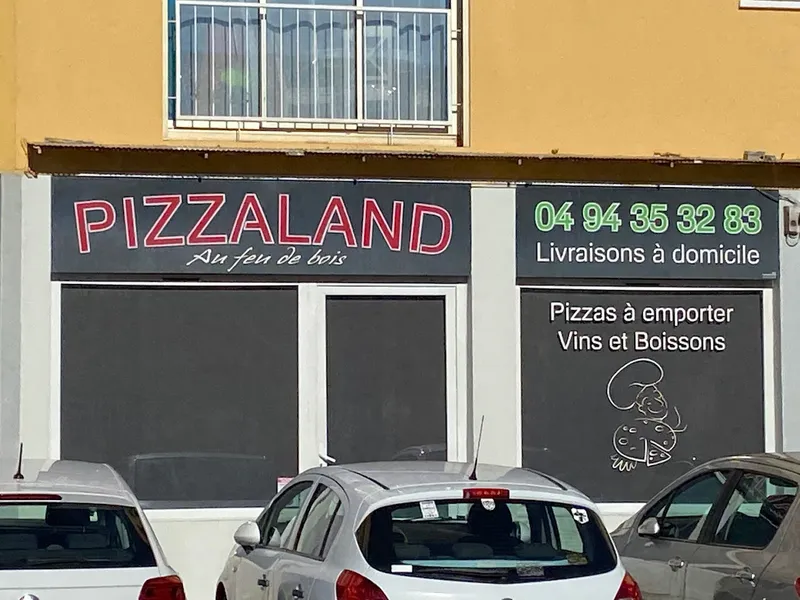 PIZZALAND
Au feu de bois
04 94 35 32 83
Livraisons à domicile
Pizzas à emporter
Vins et Boissons